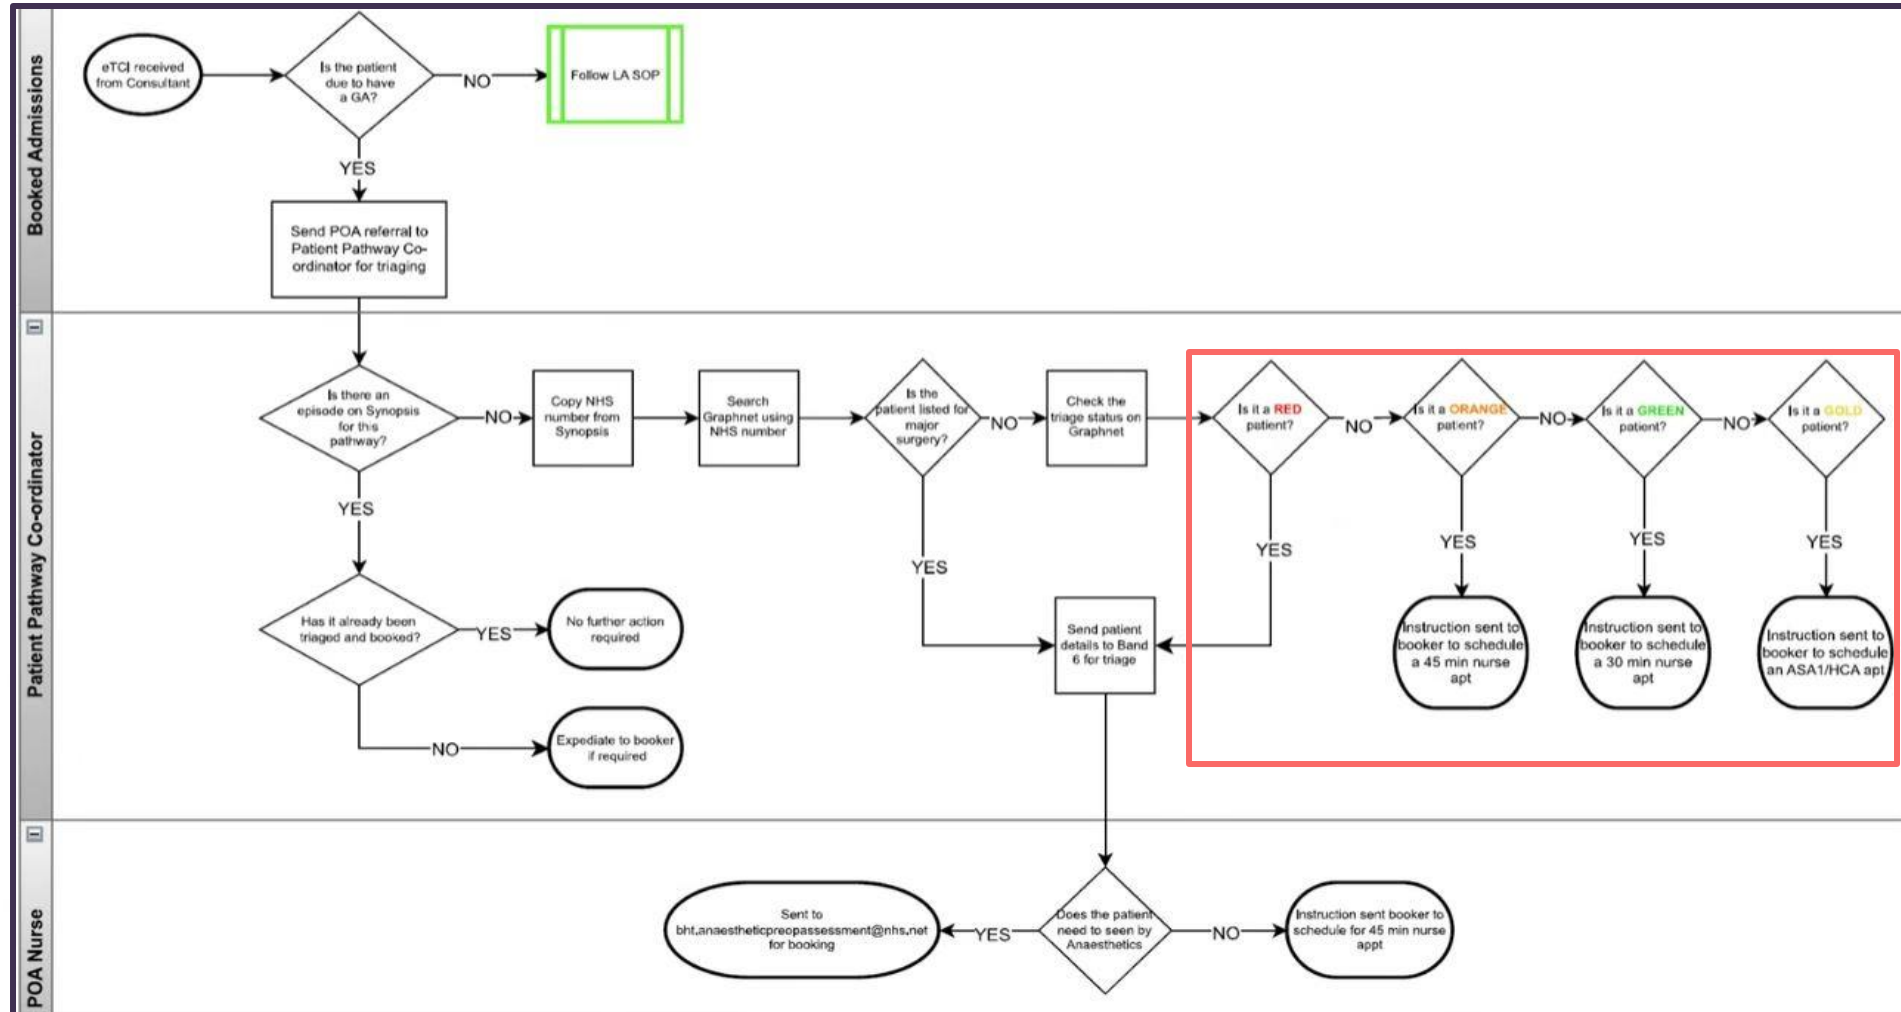 Booked Admissions
eTCI received
from Consultant
Is the patient
due to have
a GA?
NO
Follow LA SOP
YES
Send POA referral to
Patient Pathway Co-
ordinator for triaging
Patient Pathway Co-ordinator
Is there an
episode on Synopsis
for this
pathway?
NO
Copy NHS
number from
Synopsis
Search
Graphnet using
NHS number
Is the
patient listed for
major
surgery?
NO
Check the
triage status on
Graphnet
Is it a RED
patient?
NO
Is it a ORANGE
patient?
NO
Is it a GREEN
patient?
NO
Is it a GOLD
patient?
YES
YES
YES
YES
YES
YES
Has it already been
triaged and booked?
YES
No further action
required
NO
Expediate to booker
if required
Send patient
details to Band
6 for triage
Instruction sent to
booker to schedule
a 45 min nurse
apt
Instruction sent to
booker to schedule
a 30 min nurse
apt
Instruction sent to
booker to schedule
an ASA1/HCA apt
POA Nurse
Sent to
bht.anaestheticpreopassessment@nhs.net
for booking
YES
Does the patient
need to seen by
Anaesthetics
NO
Instruction sent booker to
schedule for 45 min nurse
appt